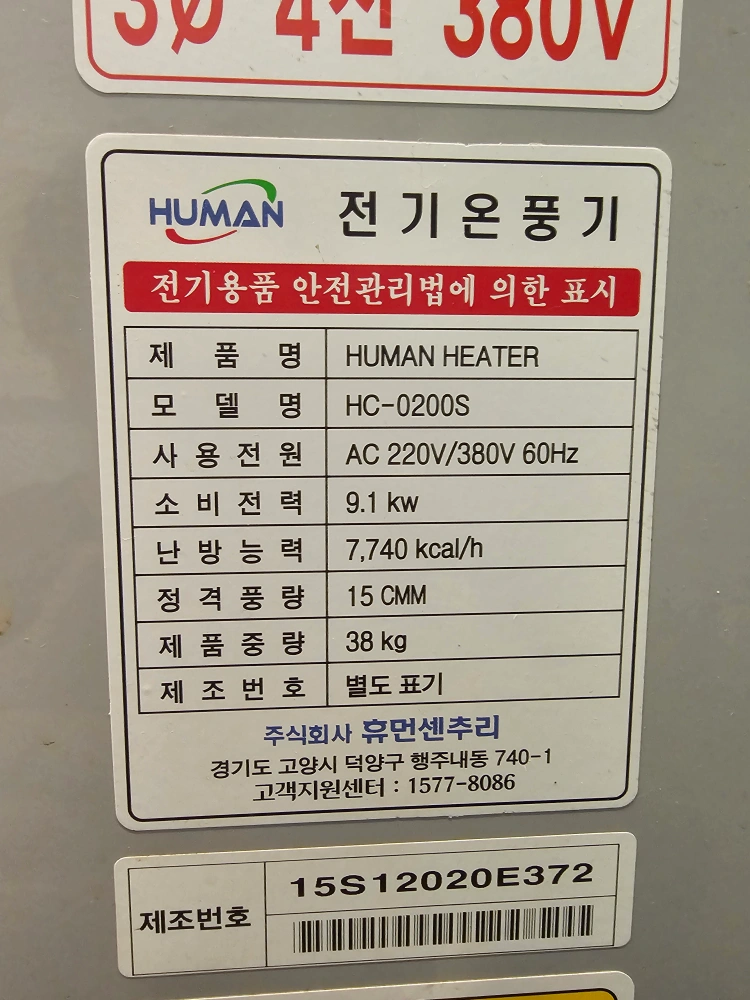 3Ø 4선 380V
HUMAN 전기온풍기
전기용품 안전관리법에 의한 표시
제품명 HUMAN HEATER
모델명 HC-0200S
사용전원 AC 220V/380V 60Hz
소비전력 9.1 kw
난방능력 7,740 kcal/h
정격풍량 15 CMM
제품중량 38 kg
제조번호 별도 표기
주식회사 휴먼센추리
경기도 고양시 덕양구 행주내동 740-1
고객지원센터 : 1577-8086
제조번호 15S12020E372